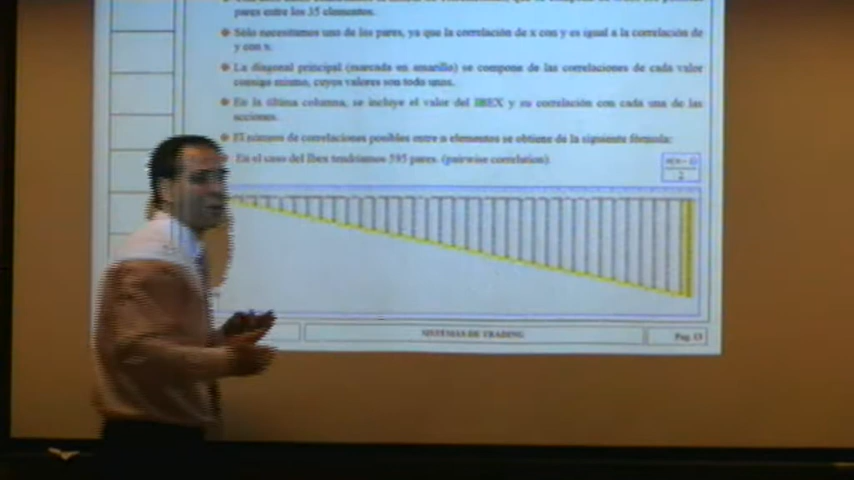 pares entre los 35 elementos.
Sólo necesitamos uno de los pares, ya que la correlación de x con y es igual a la correlación de
y con x.
La diagonal principal (marcada en amarillo) se compone de las correlaciones de cada valor
consigo mismo, cuyos valores son todo unos.
En la última columna, se incluye el valor del IBEX y su correlación con cada una de las
acciones.
El número de correlaciones posibles entre n elementos se obtiene de la siguiente fórmula:
En el caso del Ibex tendríamos 595 pares. (pairwise correlation)
n(n-1)
2
SISTEMAS DE TRADING
Pag. 13